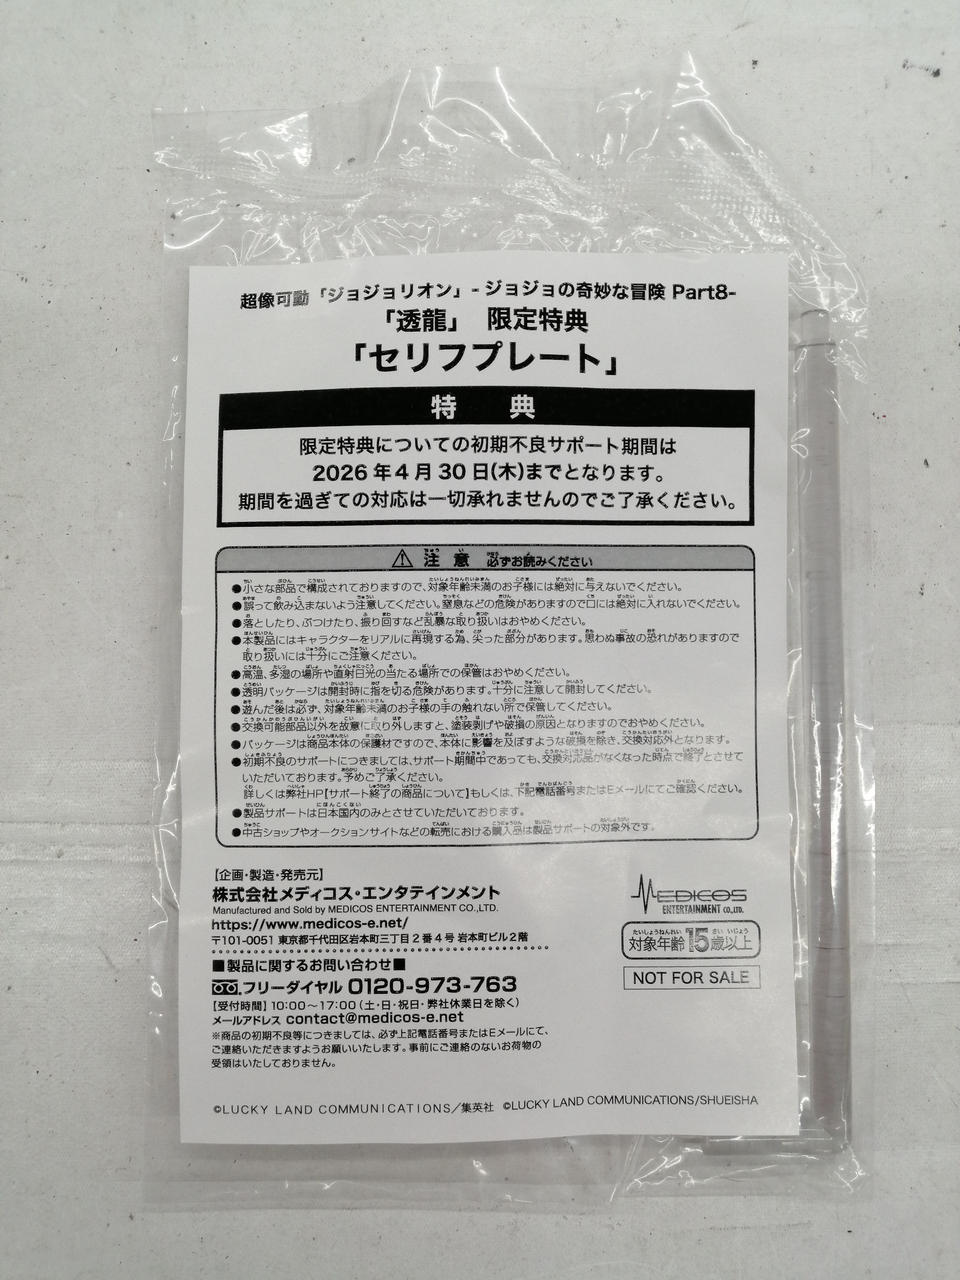 超像可動「ジョジョリオン」-ジョジョの奇妙な冒険 Part8-
「透龍」 限定特典
「セリフプレート」
特 典
限定特典についての初期不良サポート期間は
2026年4月30日(木)までとなります。
期間を過ぎての対応は一切承れませんのでご了承ください。
⚠ 注意 必ずお読みください
●小さな部品で構成されておりますので、対象年齢未満のお子様には絶対に与えないでください。
●誤って飲み込まないよう注意してください。窒息などの危険がありますので口には絶対に入れないでください。
●落としたり、ぶつけたり、振り回すなど乱暴な取り扱いはおやめください。
●本製品にはキャラクターをリアルに再現する為、尖った部分があります。思わぬ事故の恐れがありますので
取り扱いには十分にご注意ください。
●高温、多湿の場所や直射日光の当たる場所での保管はおやめください。
●透明パッケージは開封時に指を切る危険があります。十分に注意して開封してください。
●遊んだ後は必ず、対象年齢未満のお子様の手の触れない所で保管してください。
●交換可能部品以外を故意に取り外しますと、塗装剥げや破損の原因となりますのでおやめください。
●パッケージは商品本体の保護材ですので、本体に影響を及ぼすような破損を除き、交換対応外となります。
●初期不良のサポートにつきましては、サポート期間中であっても、交換対応品がなくなった時点で終了とさせて
いただいております。予めご了承ください。
詳しくは弊社HP【サポート終了の商品について】もしくは、下記電話番号またはEメールにてご確認ください。
●製品サポートは日本国内のみとさせていただいております。
●中古ショップやオークションサイトなどの転売における購入品は製品サポートの対象外です。
【企画・製造・発売元】
株式会社メディコス・エンタテインメント
Manufactured and Sold by MEDICOS ENTERTAINMENT CO.,LTD.
https://www.medicos-e.net/
〒101-0051 東京都千代田区岩本町三丁目2番4号 岩本町ビル2階
■製品に関するお問い合わせ■
フリーダイヤル 0120-973-763
【受付時間】10:00〜17:00(土・日・祝日・弊社休業日を除く)
メールアドレス contact@medicos-e.net
※商品の初期不良等につきましては、必ず上記電話番号またはEメールにて、
ご連絡いただきますようお願いいたします。事前にご連絡のないお荷物の
受領はいたしておりません。
MEDICOS
ENTERTAINMENT CO.,LTD.
対象年齢15歳以上
NOT FOR SALE
©LUCKY LAND COMMUNICATIONS/集英社 ©LUCKY LAND COMMUNICATIONS/SHUEISHA